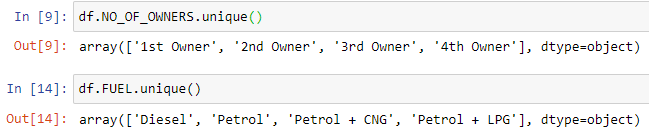 In [9]: df.NO_OF_OWNERS.unique()
Out[9]: array(['1st Owner', '2nd Owner', '3rd Owner', '4th Owner'], dtype=object)
In [14]: df.FUEL.unique()
Out[14]: array(['Diesel', 'Petrol', 'Petrol + CNG', 'Petrol + LPG'], dtype=object)